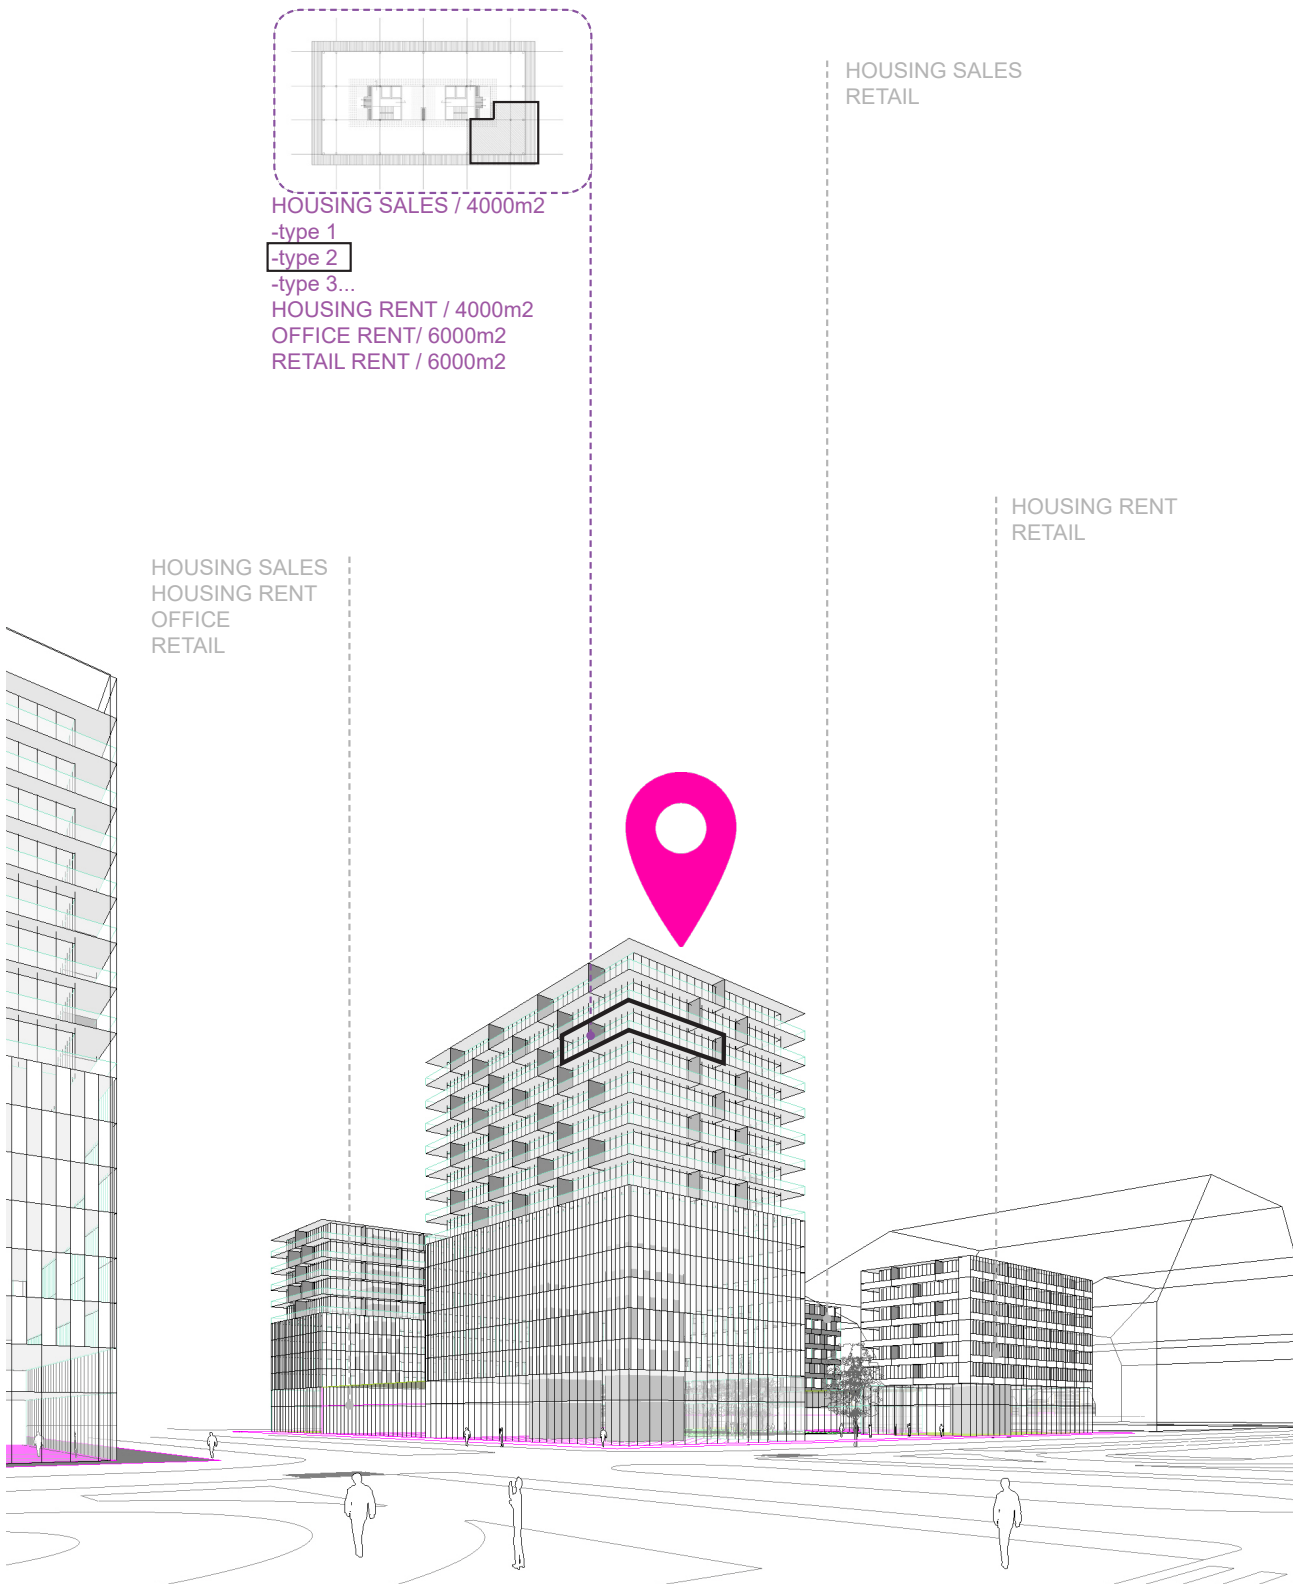 HOUSING SALES
RETAIL
HOUSING SALES / 4000m2
-type 1
-type 2
-type 3...
HOUSING RENT / 4000m2
OFFICE RENT/ 6000m2
RETAIL RENT / 6000m2
HOUSING RENT
RETAIL
HOUSING SALES
HOUSING RENT
OFFICE
RETAIL